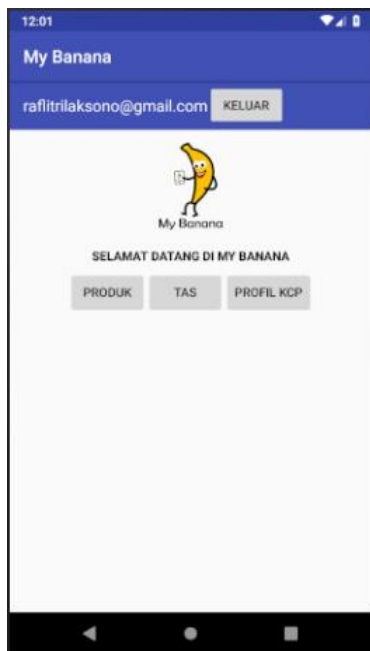 12:01
My Banana
raflitrilaksono@gmail.com KELUAR
My Banana
SELAMAT DATANG DI MY BANANA
PRODUK TAS PROFIL KCP